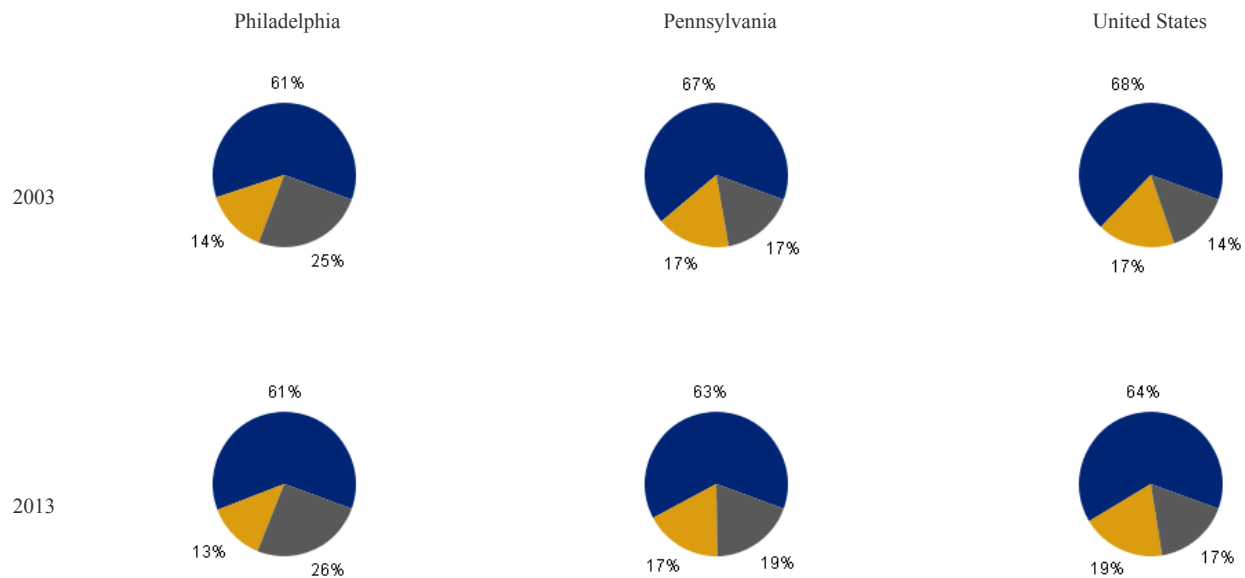 Philadelphia Pennsylvania United States
61% 67% 68%
2003
14% 25% 17% 17% 17% 14%
61% 63% 64%
2013
13% 26% 17% 19% 19% 17%